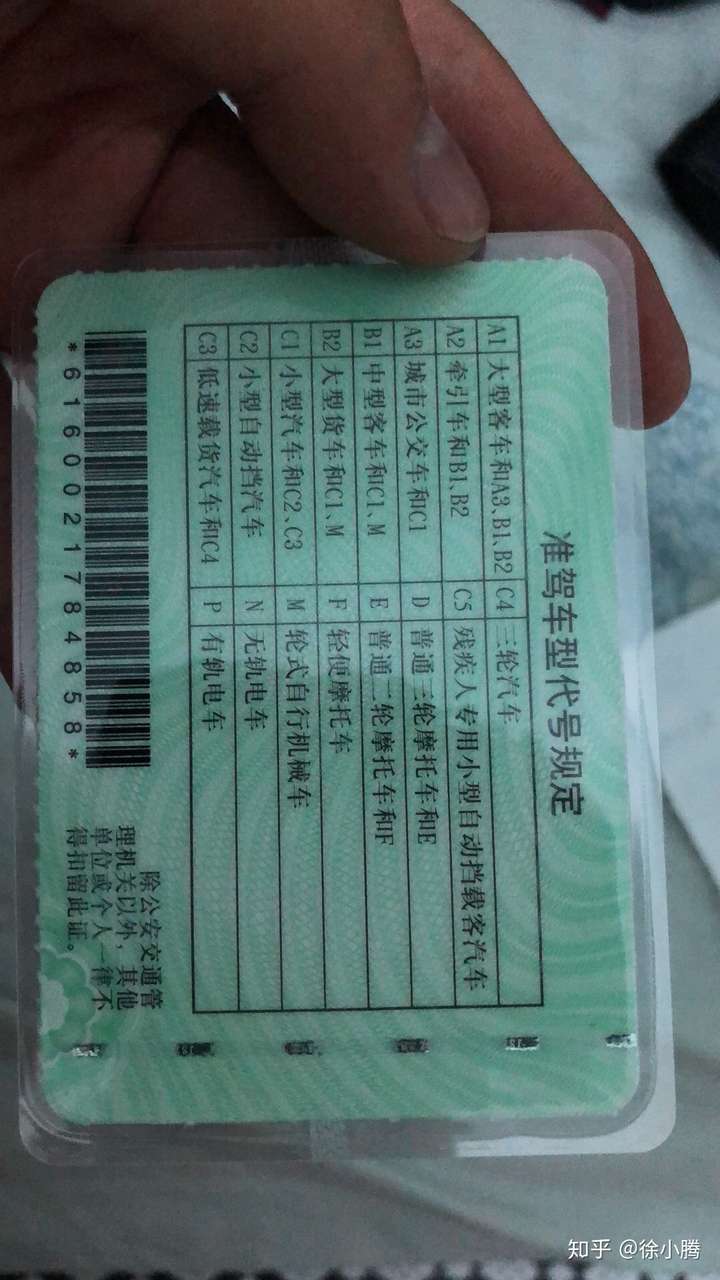 准驾车型代号规定
A1 大型客车和A3、B1、B2 C4 三轮汽车
A2 牵引车和B1、B2 C5 残疾人专用小型自动挡载客汽车
A3 城市公交车和C1 D 普通三轮摩托车和E
B1 中型客车和C1、M E 普通二轮摩托车和F
B2 大型货车和C1、M F 轻便摩托车
C1 小型汽车和C2、C3 M 轮式自行机械车
C2 小型自动挡汽车 N 无轨电车
C3 低速载货汽车和C4 P 有轨电车
*6160021784858*
除公安交通管
理机关以外，其他
单位或个人一律不
得扣留此证。
知乎 @徐小腾